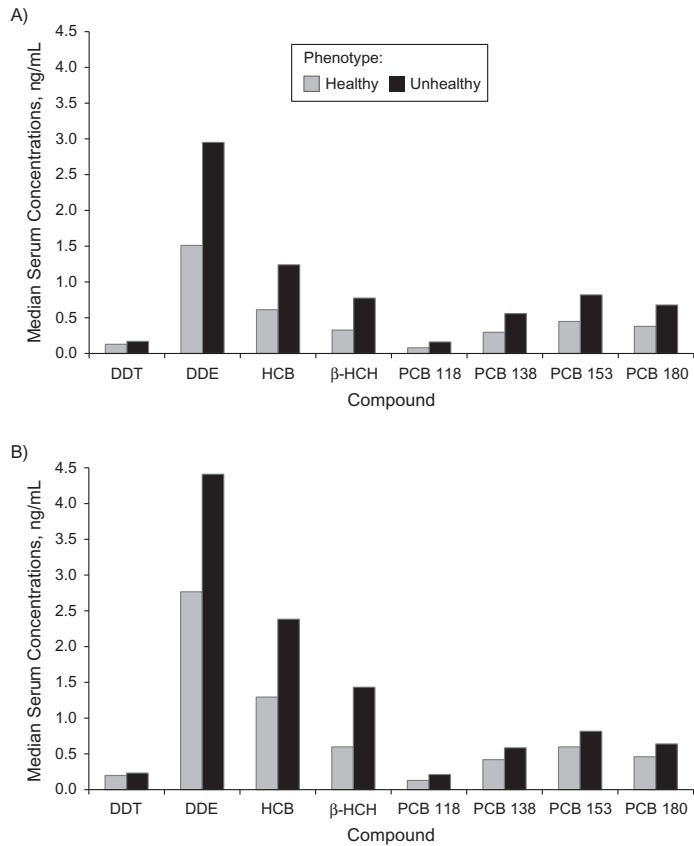 A)
4.5
4.0
3.5
3.0
2.5
2.0
1.5
1.0
0.5
0.0
Median Serum Concentrations, ng/mL
Phenotype:
Healthy Unhealthy
DDT DDE HCB β-HCH PCB 118 PCB 138 PCB 153 PCB 180
Compound
B)
4.5
4.0
3.5
3.0
2.5
2.0
1.5
1.0
0.5
0.0
Median Serum Concentrations, ng/mL
DDT DDE HCB β-HCH PCB 118 PCB 138 PCB 153 PCB 180
Compound